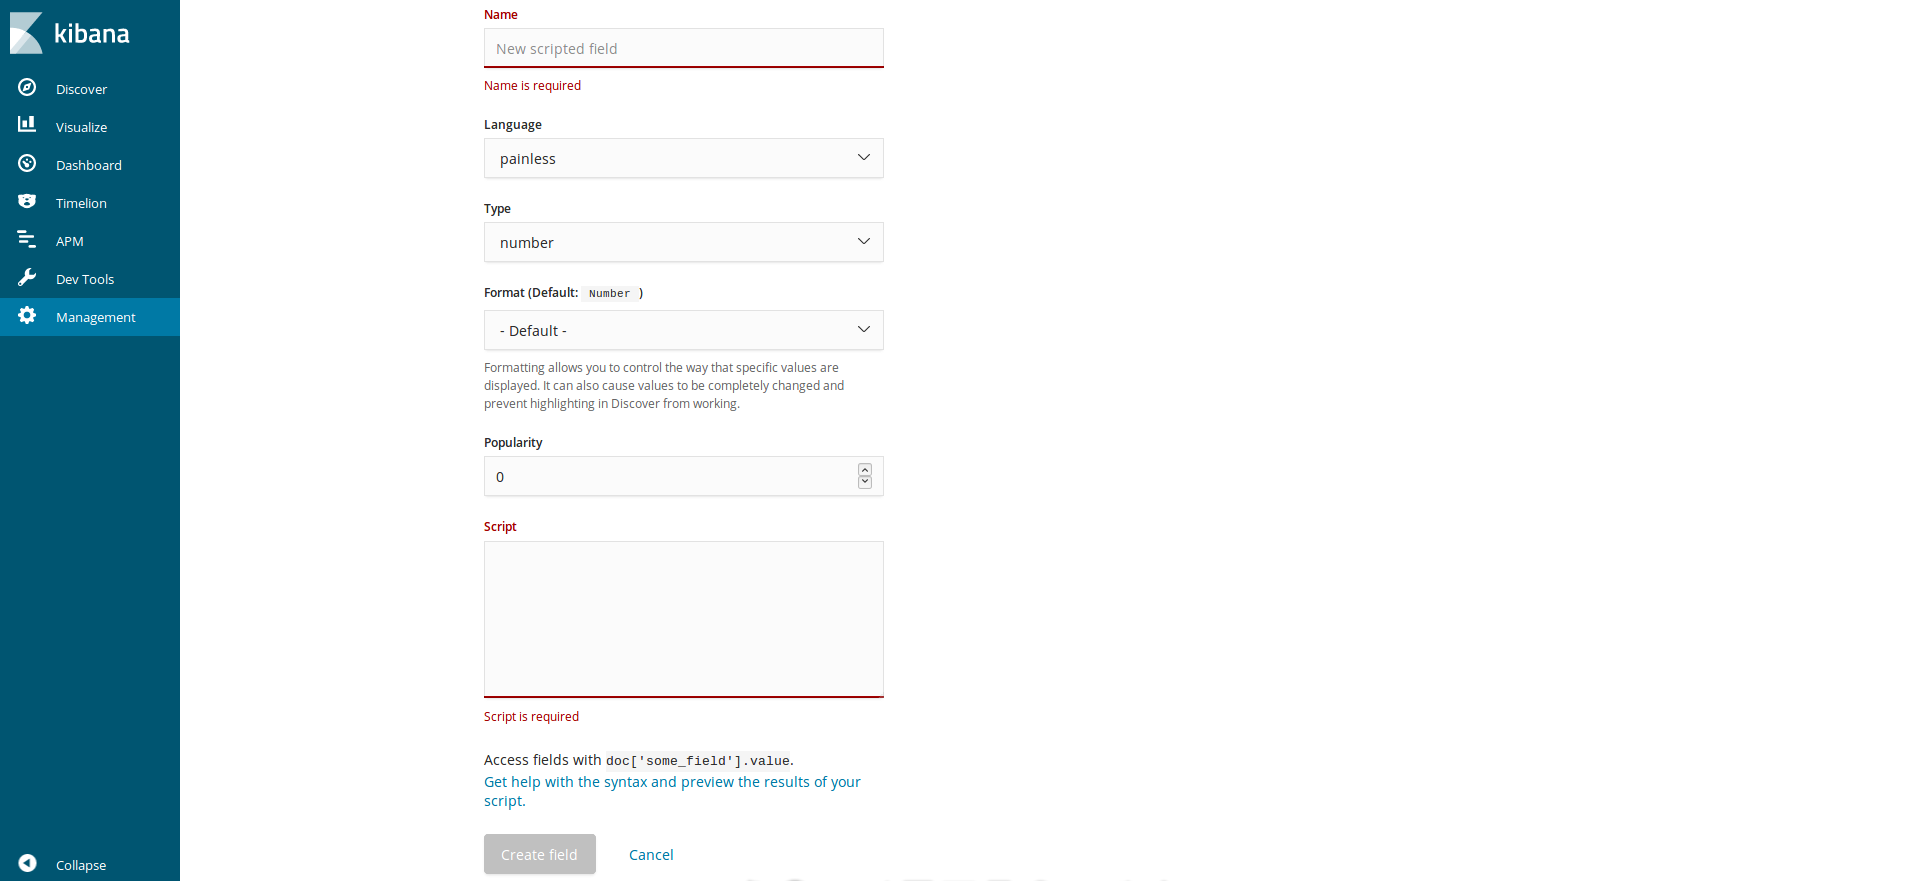 kibana
Discover
Visualize
Dashboard
Timelion
APM
Dev Tools
Management
Collapse
Name
New scripted field
Name is required
Language
painless
Type
number
Format (Default: Number )
- Default -
Formatting allows you to control the way that specific values are
displayed. It can also cause values to be completely changed and
prevent highlighting in Discover from working.
Popularity
0
Script
Script is required
Access fields with doc['some_field'].value.
Get help with the syntax and preview the results of your
script.
Create field
Cancel